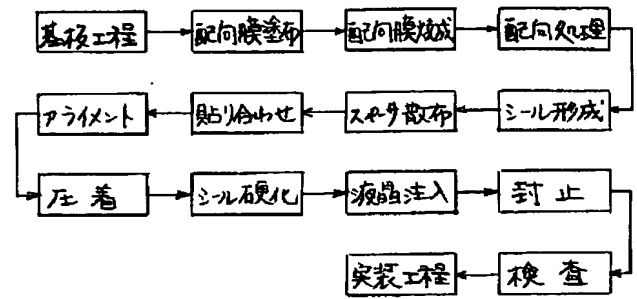 基板工程
配向膜塗布
配向膜焼成
配向処理
シール形成
スペーサ散布
貼り合わせ
アライメント
圧着
シール硬化
液晶注入
封止
検査
実装工程